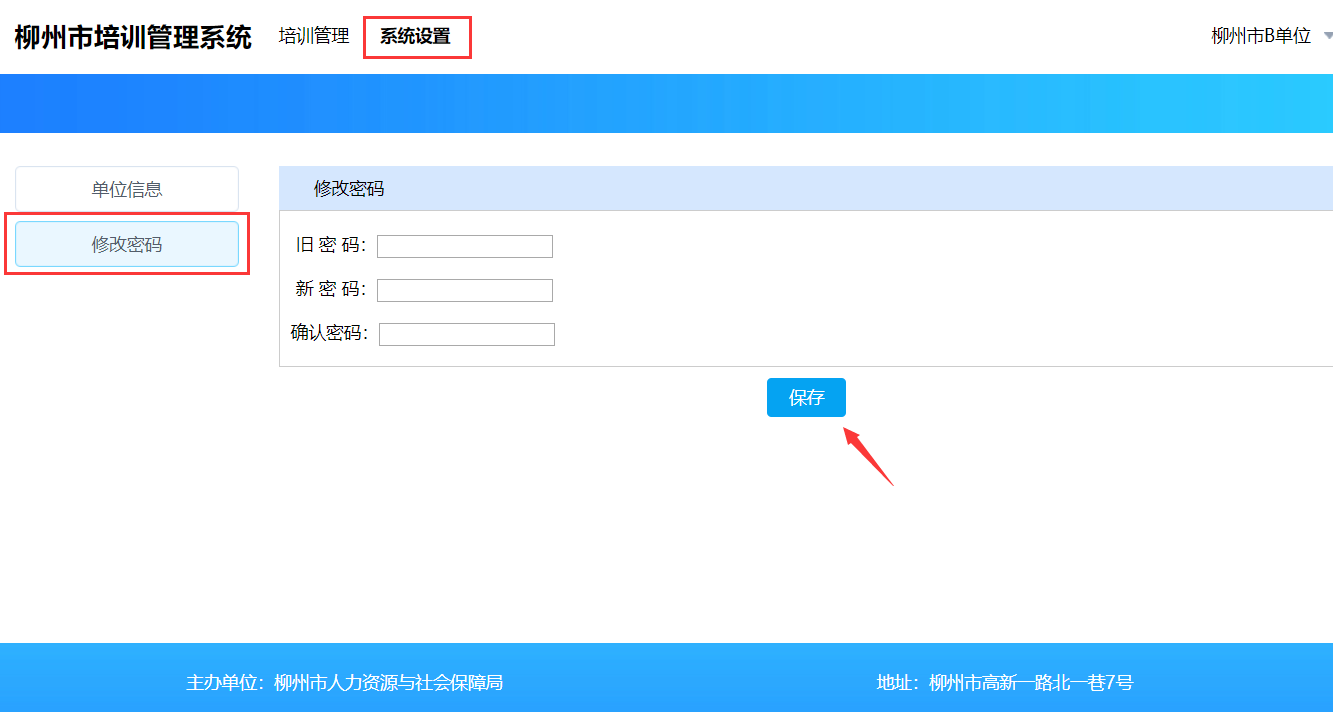 柳州市培训管理系统 培训管理 系统设置 柳州市B单位
单位信息
修改密码
修改密码
旧 密 码：
新 密 码：
确认密码：
保存
主办单位：柳州市人力资源与社会保障局 地址：柳州市高新一路北一巷7号